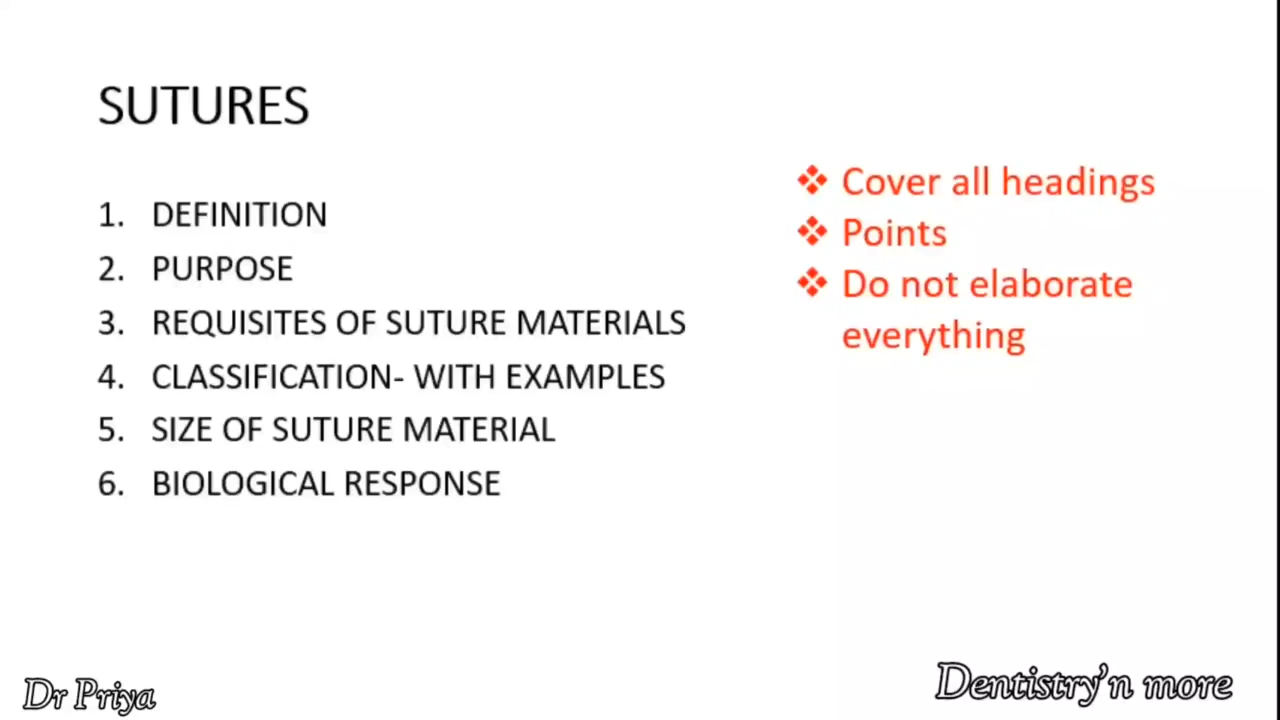 SUTURES
1. DEFINITION
2. PURPOSE
3. REQUISITES OF SUTURE MATERIALS
4. CLASSIFICATION- WITH EXAMPLES
5. SIZE OF SUTURE MATERIAL
6. BIOLOGICAL RESPONSE
❖ Cover all headings
❖ Points
❖ Do not elaborate
everything
Dr Priya
Dentistry'n more